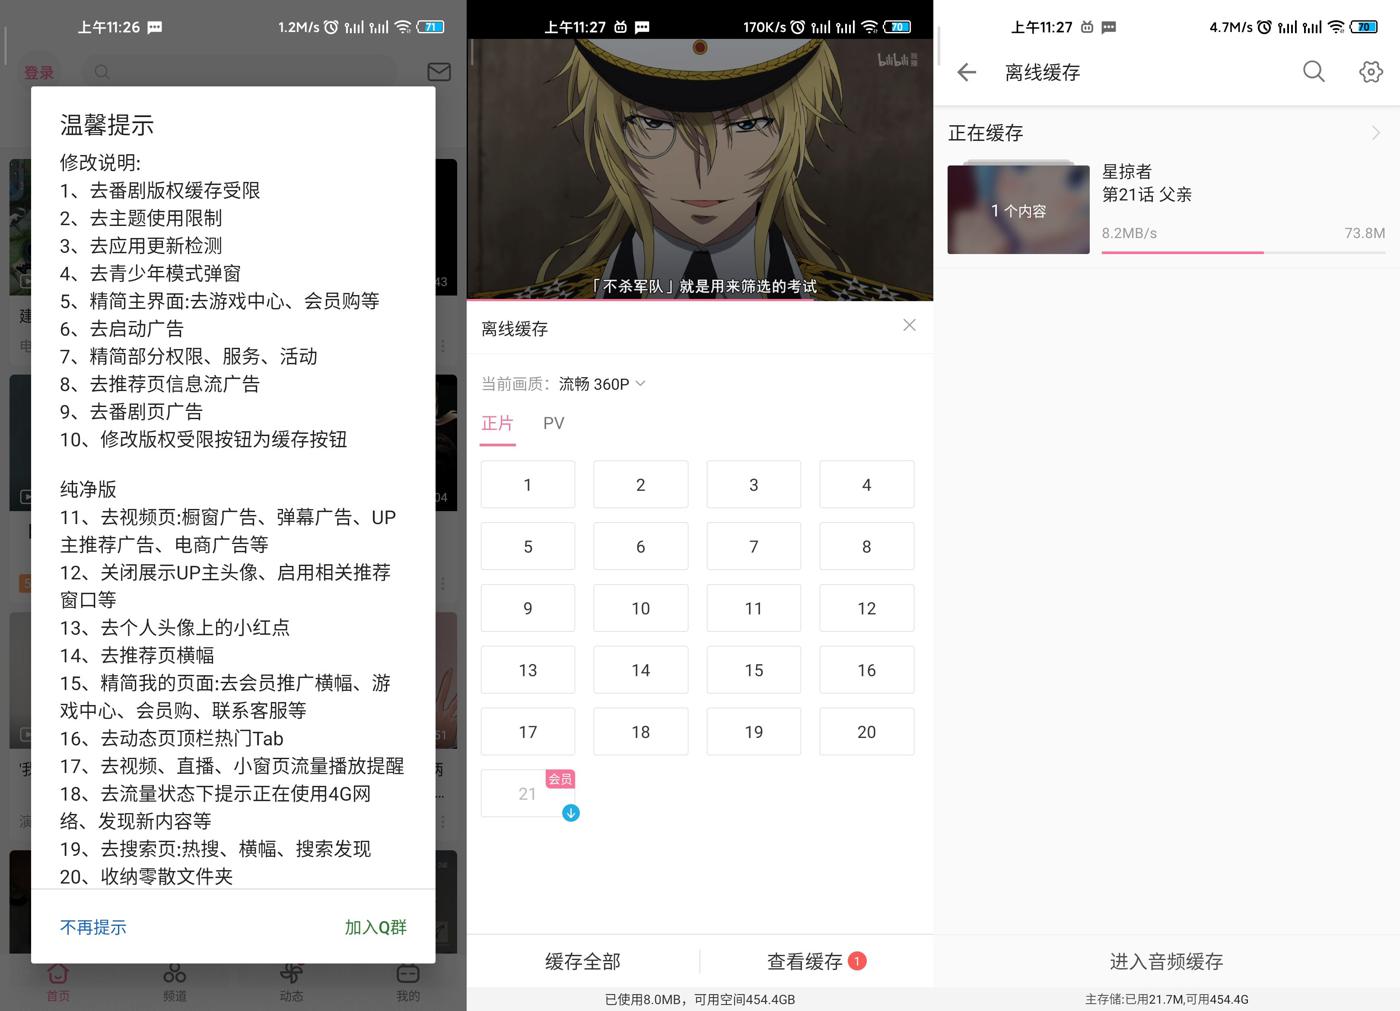 上午11:26
1.2M/s
71
登录
温馨提示
修改说明:
1、去番剧版权缓存受限
2、去主题使用限制
3、去应用更新检测
4、去青少年模式弹窗
5、精简主界面:去游戏中心、会员购等
6、去启动广告
7、精简部分权限、服务、活动
8、去推荐页信息流广告
9、去番剧页广告
10、修改版权受限按钮为缓存按钮
纯净版
11、去视频页:橱窗广告、弹幕广告、UP
主推荐广告、电商广告等
12、关闭展示UP主头像、启用相关推荐
窗口等
13、去个人头像上的小红点
14、去推荐页横幅
15、精简我的页面:去会员推广横幅、游
戏中心、会员购、联系客服等
16、去动态页顶栏热门Tab
17、去视频、直播、小窗页流量播放提醒
18、去流量状态下提示正在使用4G网
络、发现新内容等
19、去搜索页:热搜、横幅、搜索发现
20、收纳零散文件夹
不再提示
加入Q群
43
04
51
首页
频道
动态
我的
上午11:27
170K/s
70
bilibili
「不杀军队」就是用来筛选的考试
离线缓存
当前画质: 流畅 360P
正片
PV
1
2
3
4
5
6
7
8
9
10
11
12
13
14
15
16
17
18
19
20
21
会员
缓存全部
查看缓存
1
已使用8.0MB，可用空间454.4GB
上午11:27
4.7M/s
70
离线缓存
正在缓存
1 个内容
星掠者
第21话 父亲
8.2MB/s
73.8M
进入音频缓存
主存储:已用21.7M,可用454.4G